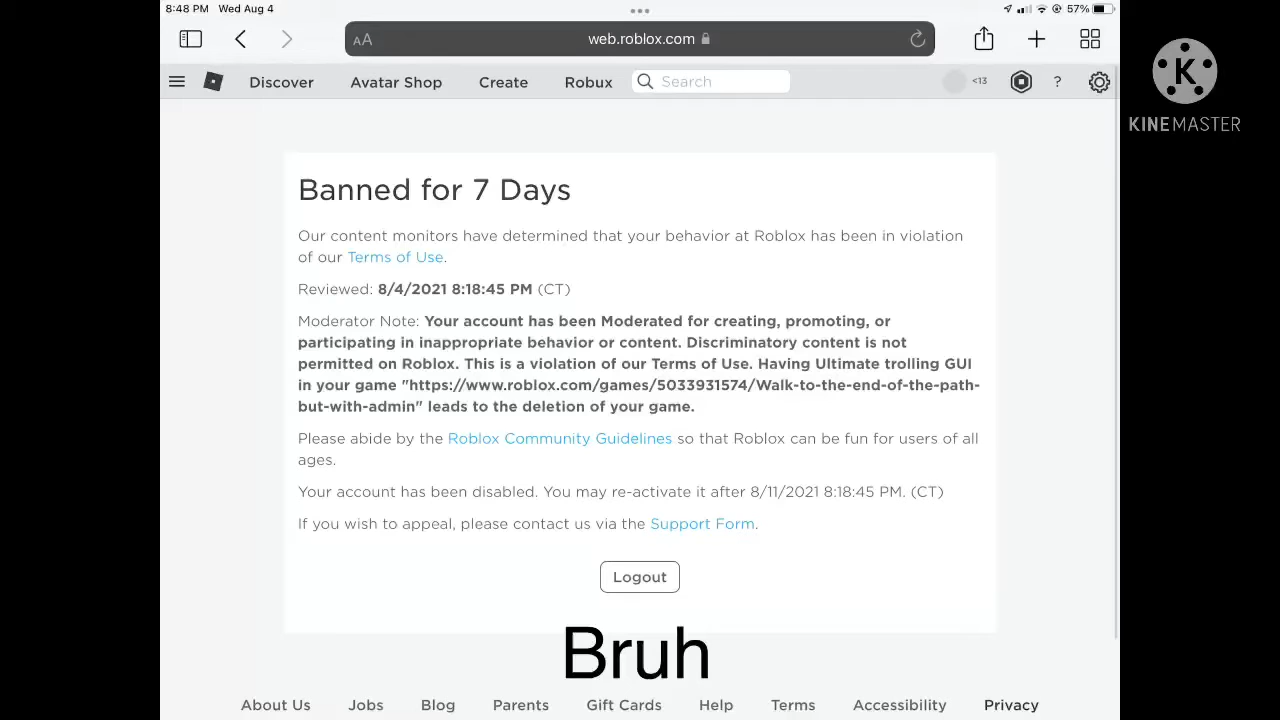 8:48 PM Wed Aug 4
57%
AA
web.roblox.com
Discover Avatar Shop Create Robux Search <13 ?
K
KINEMASTER
Banned for 7 Days
Our content monitors have determined that your behavior at Roblox has been in violation
of our Terms of Use.
Reviewed: 8/4/2021 8:18:45 PM (CT)
Moderator Note: Your account has been Moderated for creating, promoting, or
participating in inappropriate behavior or content. Discriminatory content is not
permitted on Roblox. This is a violation of our Terms of Use. Having Ultimate trolling GUI
in your game "https://www.roblox.com/games/5033931574/Walk-to-the-end-of-the-path-
but-with-admin" leads to the deletion of your game.
Please abide by the Roblox Community Guidelines so that Roblox can be fun for users of all
ages.
Your account has been disabled. You may re-activate it after 8/11/2021 8:18:45 PM. (CT)
If you wish to appeal, please contact us via the Support Form.
Logout
Bruh
About Us Jobs Blog Parents Gift Cards Help Terms Accessibility Privacy